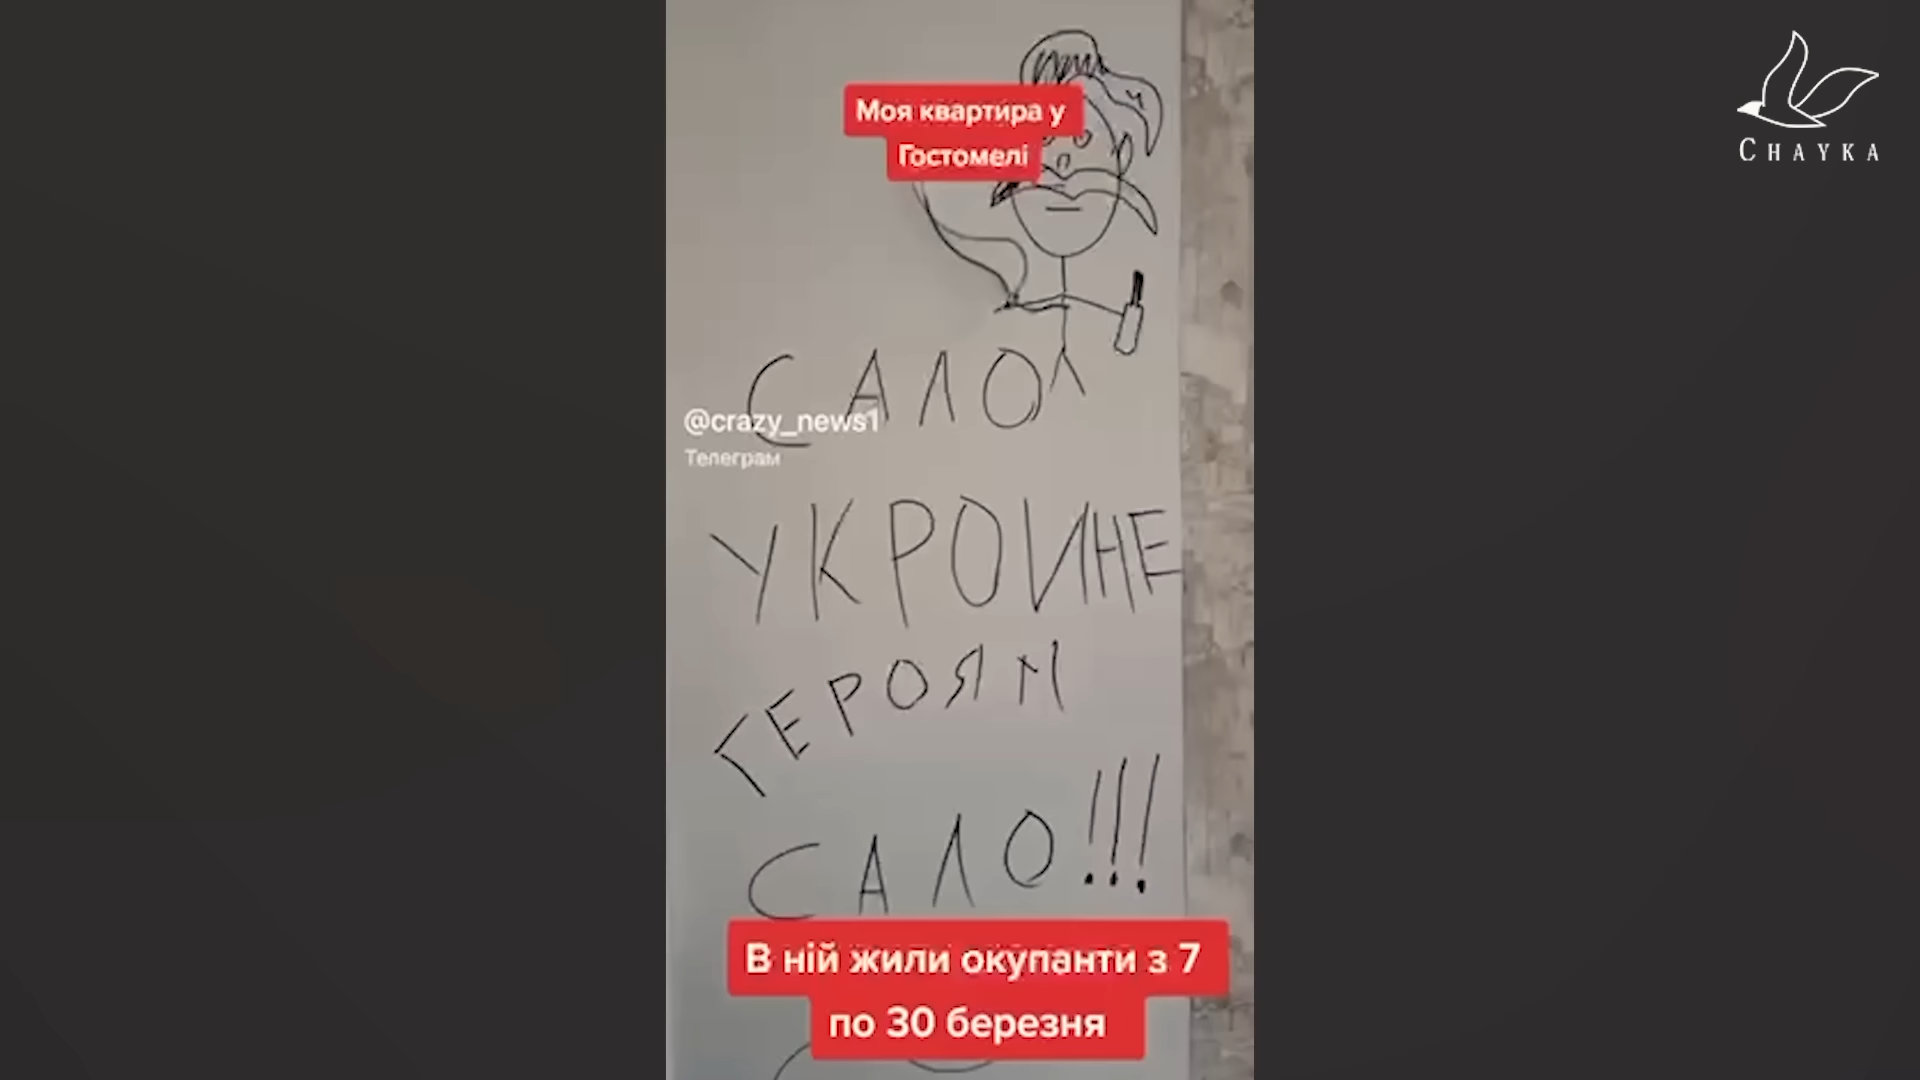 Моя квартира у
Гостомелі
CHAYKA
САЛО
@crazy_news1
Телеграм
УКРОИНЕ
ГЕРОЯМ
САЛО!!!
В ній жили окупанти з 7
по 30 березня